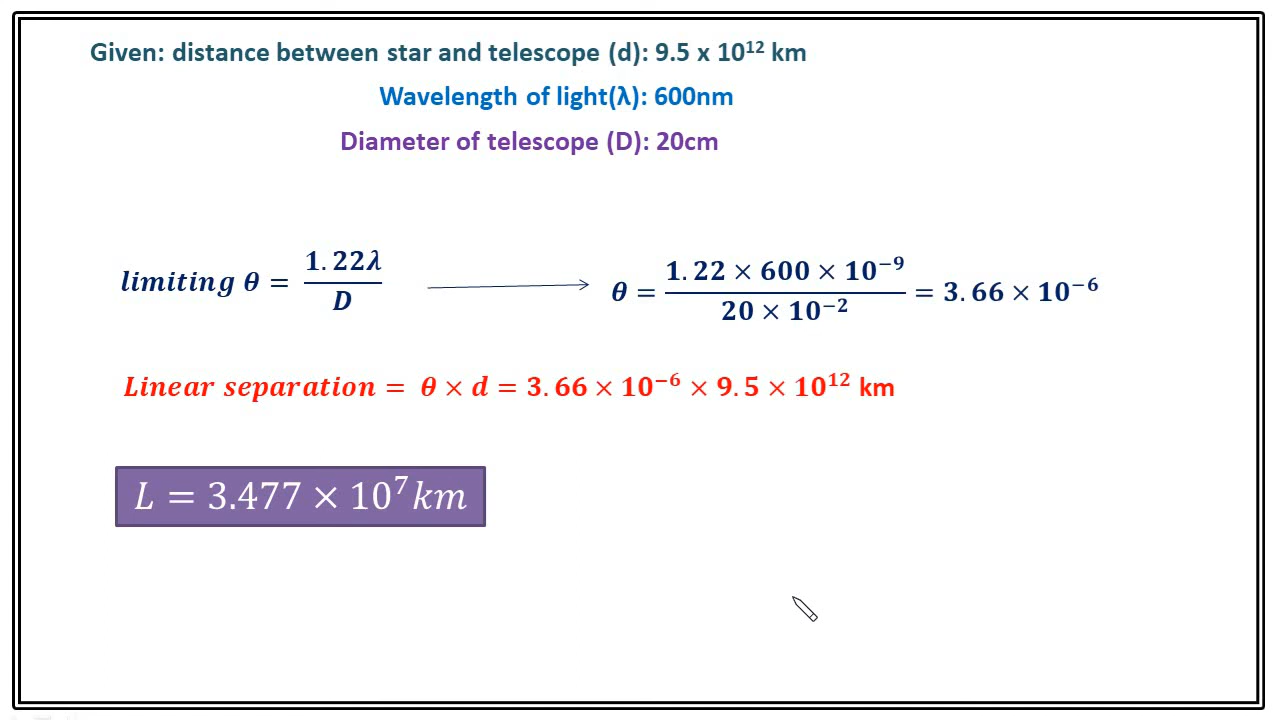 Given: distance between star and telescope (d): 9.5 x 10¹² km
Wavelength of light(λ): 600nm
Diameter of telescope (D): 20cm
limiting θ = 1.22λ / D → θ = 1.22 × 600 × 10⁻⁹ / 20 × 10⁻² = 3.66 × 10⁻⁶
Linear separation = θ × d = 3.66 × 10⁻⁶ × 9.5 × 10¹² km
L = 3.477 × 10⁷ km